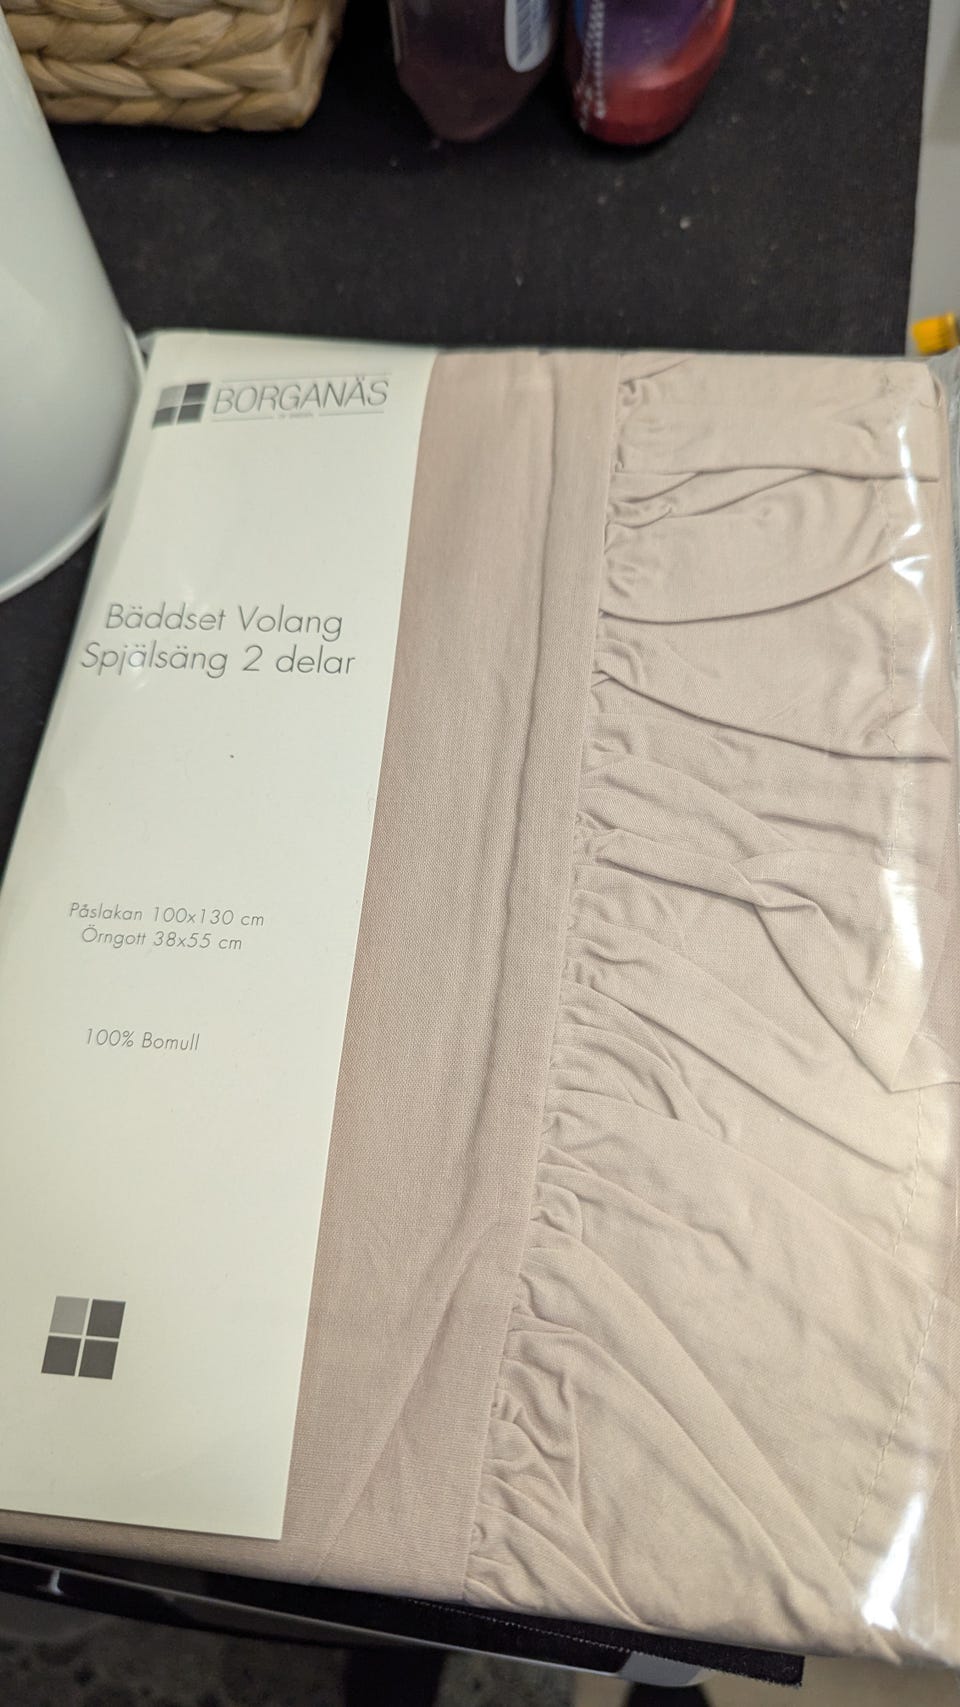 BORGANÄS
Bäddset Volang
Spjälsäng 2 delar
Påslakan 100x130 cm
Örngott 38x55 cm
100% Bomull